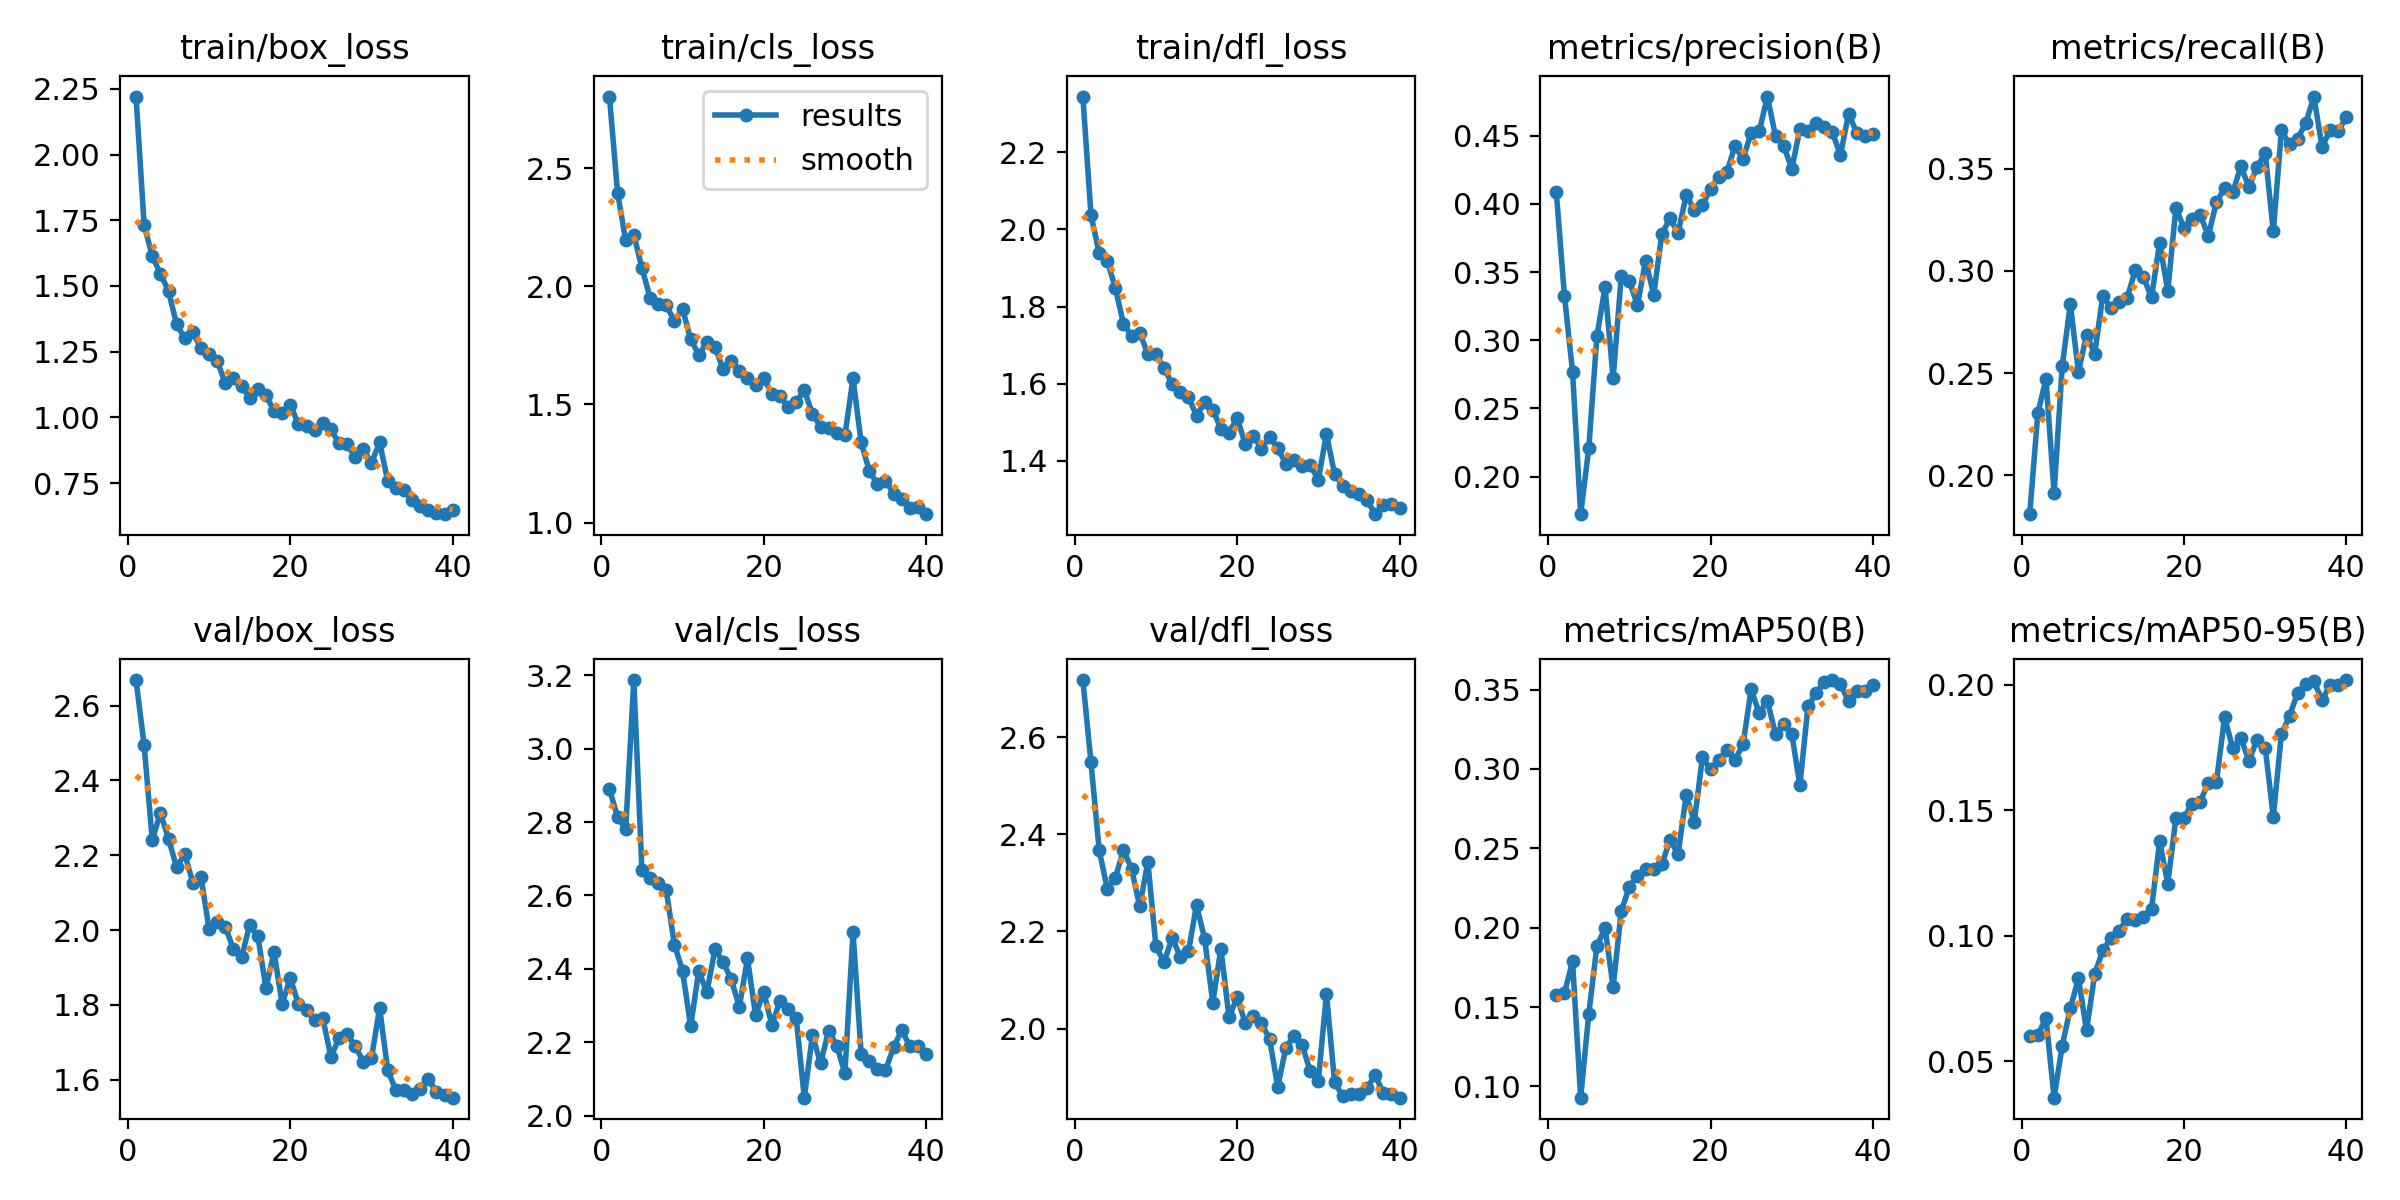 train/box_loss
2.25
2.00
1.75
1.50
1.25
1.00
0.75
0 20 40
train/cls_loss
results
smooth
2.5
2.0
1.5
1.0
0 20 40
train/dfl_loss
2.2
2.0
1.8
1.6
1.4
0 20 40
metrics/precision(B)
0.45
0.40
0.35
0.30
0.25
0.20
0 20 40
metrics/recall(B)
0.35
0.30
0.25
0.20
0 20 40
val/box_loss
2.6
2.4
2.2
2.0
1.8
1.6
0 20 40
val/cls_loss
3.2
3.0
2.8
2.6
2.4
2.2
2.0
0 20 40
val/dfl_loss
2.6
2.4
2.2
2.0
0 20 40
metrics/mAP50(B)
0.35
0.30
0.25
0.20
0.15
0.10
0 20 40
metrics/mAP50-95(B)
0.20
0.15
0.10
0.05
0 20 40